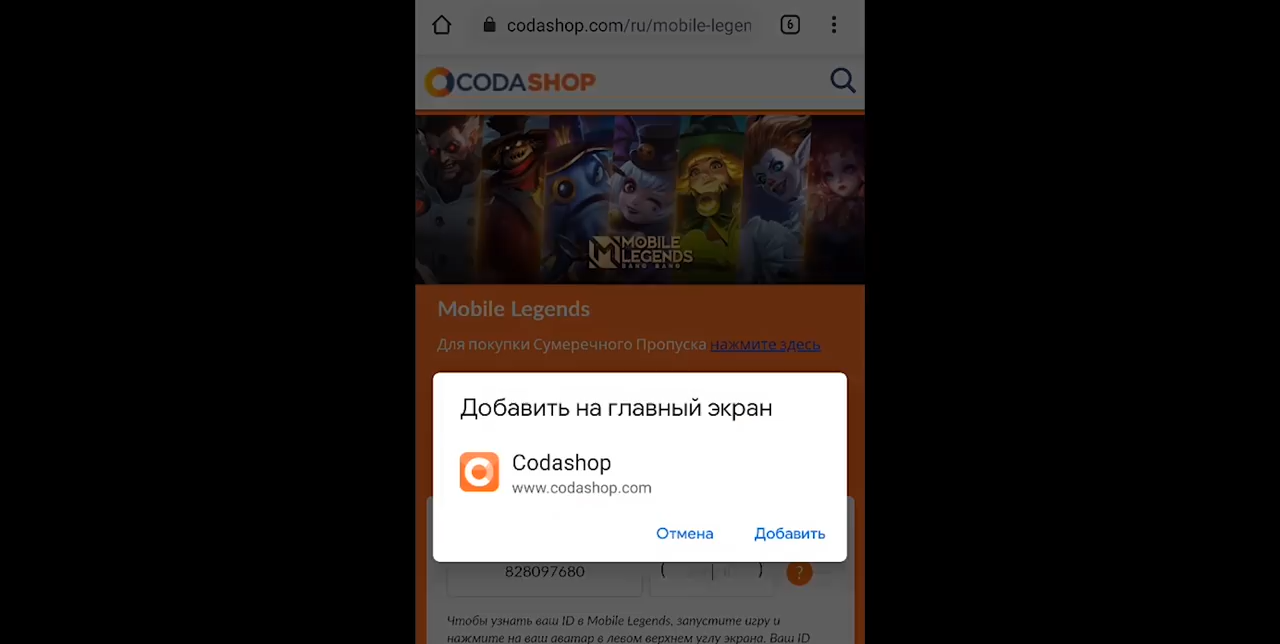 codashop.com/ru/mobile-legen
6
CODASHOP
MOBILE
LEGENDS
BANG BANG
Mobile Legends
Для покупки Сумеречного Пропуска нажмите здесь
Добавить на главный экран
Codashop
www.codashop.com
Отмена
Добавить
828097680
( )
?
Чтобы узнать ваш ID в Mobile Legends, запустите игру и
нажмите на ваш аватар в левом верхнем углу экрана. Ваш ID